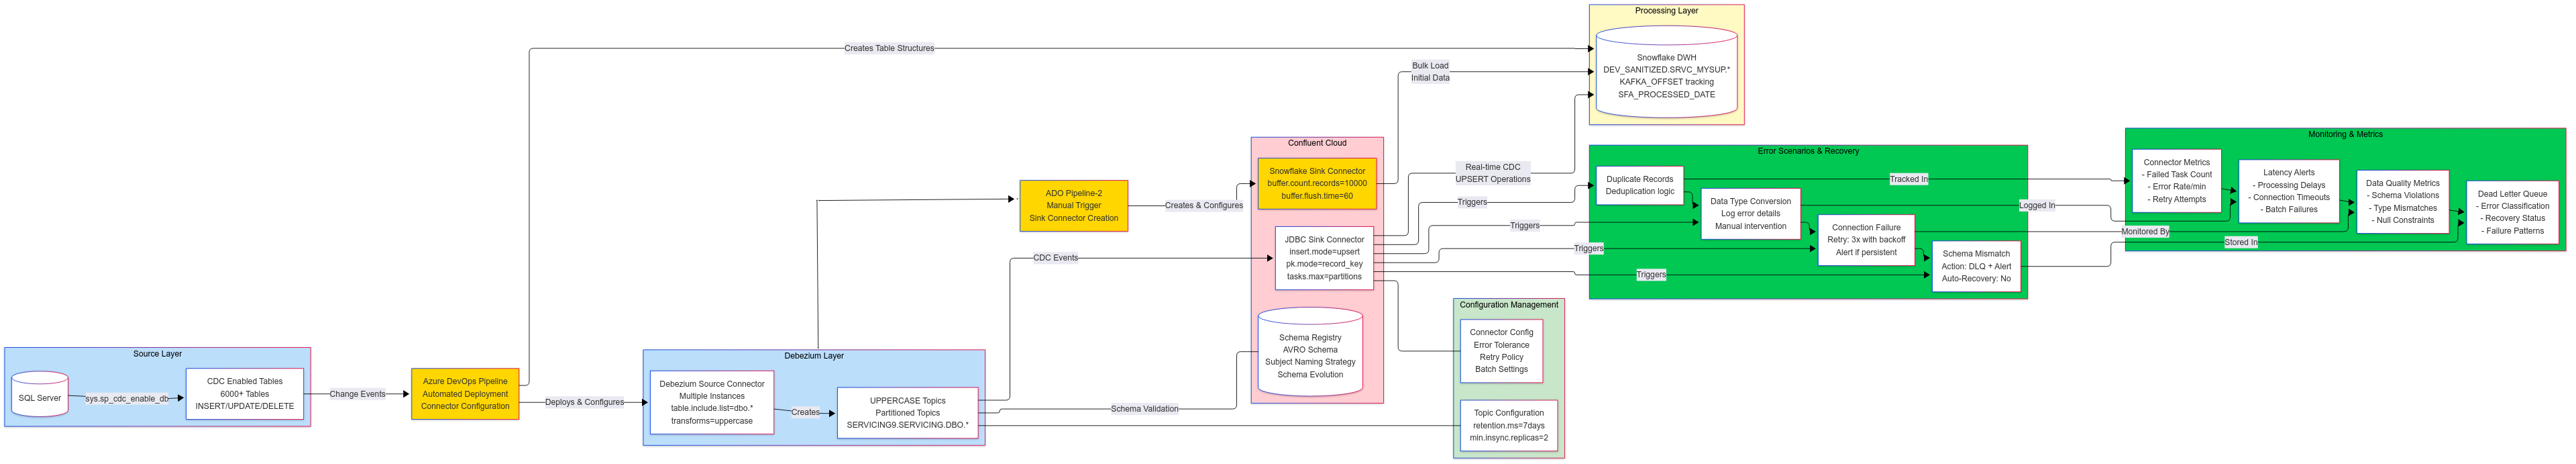 Source Layer
SQL Server
sys.sp_cdc_enable_db
CDC Enabled Tables
6000+ Tables
INSERT/UPDATE/DELETE
Change Events
Azure DevOps Pipeline
Automated Deployment
Connector Configuration
Creates Table Structures
Deploys & Configures
Debezium Layer
Debezium Source Connector
Multiple Instances
table.include.list=dbo.*
transforms=uppercase
Creates
UPPERCASE Topics
Partitioned Topics
SERVICING9.SERVICING.DBO.*
ADO Pipeline-2
Manual Trigger
Sink Connector Creation
Creates & Configures
CDC Events
Schema Validation
Confluent Cloud
Snowflake Sink Connector
buffer.count.records=10000
buffer.flush.time=60
JDBC Sink Connector
insert.mode=upsert
pk.mode=record_key
tasks.max=partitions
Schema Registry
AVRO Schema
Subject Naming Strategy
Schema Evolution
Bulk Load
Initial Data
Real-time CDC
UPSERT Operations
Triggers
Triggers
Triggers
Triggers
Configuration Management
Connector Config
Error Tolerance
Retry Policy
Batch Settings
Topic Configuration
retention.ms=7days
min.insync.replicas=2
Processing Layer
Snowflake DWH
DEV_SANITIZED.SRVC_MYSUP.*
KAFKA_OFFSET tracking
SFA_PROCESSED_DATE
Error Scenarios & Recovery
Duplicate Records
Deduplication logic
Data Type Conversion
Log error details
Manual intervention
Connection Failure
Retry: 3x with backoff
Alert if persistent
Schema Mismatch
Action: DLQ + Alert
Auto-Recovery: No
Tracked In
Logged In
Monitored By
Stored In
Monitoring & Metrics
Connector Metrics
- Failed Task Count
- Error Rate/min
- Retry Attempts
Latency Alerts
- Processing Delays
- Connection Timeouts
- Batch Failures
Data Quality Metrics
- Schema Violations
- Type Mismatches
- Null Constraints
Dead Letter Queue
- Error Classification
- Recovery Status
- Failure Patterns